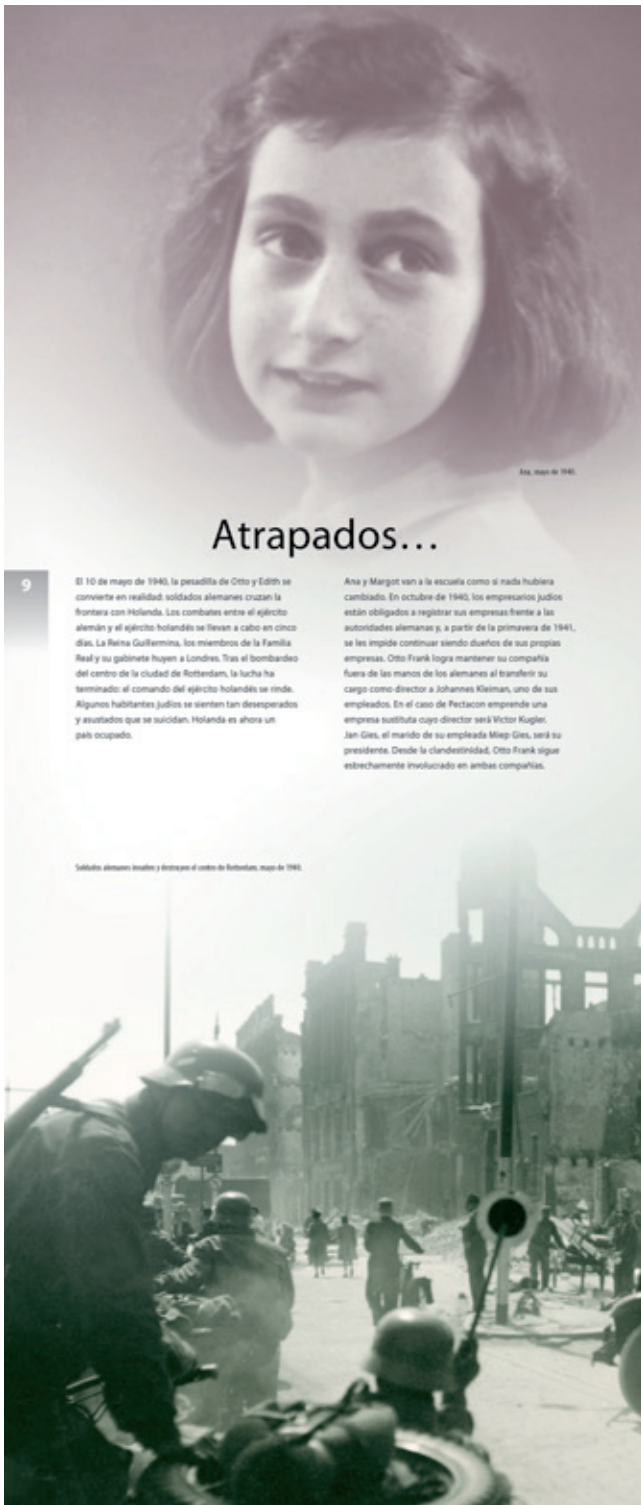 Ana, mayo de 1940.
Atrapados…
9
El 10 de mayo de 1940, la pesadilla de Otto y Edith se
convierte en realidad: soldados alemanes cruzan la
frontera con Holanda. Los combates entre el ejército
alemán y el ejército holandés se llevan a cabo en cinco
días. La Reina Guillermina, los miembros de la Familia
Real y su gabinete huyen a Londres. Tras el bombardeo
del centro de la ciudad de Rotterdam, la lucha ha
terminado: el comando del ejército holandés se rinde.
Algunos habitantes judíos se sienten tan desesperados
y asustados que se suicidan. Holanda es ahora un
país ocupado.
Ana y Margot van a la escuela como si nada hubiera
cambiado. En octubre de 1940, los empresarios judíos
están obligados a registrar sus empresas frente a las
autoridades alemanas y, a partir de la primavera de 1941,
se les impide continuar siendo dueños de sus propias
empresas. Otto Frank logra mantener su compañía
fuera de las manos de los alemanes al transferir su
cargo como director a Johannes Kleiman, uno de sus
empleados. En el caso de Pectacon emprende una
empresa sustituta cuyo director será Victor Kugler.
Jan Gies, el marido de su empleada Miep Gies, será su
presidente. Desde la clandestinidad, Otto Frank sigue
estrechamente involucrado en ambas compañías.
Soldados alemanes invaden y destruyen el centro de Rotterdam, mayo de 1940.